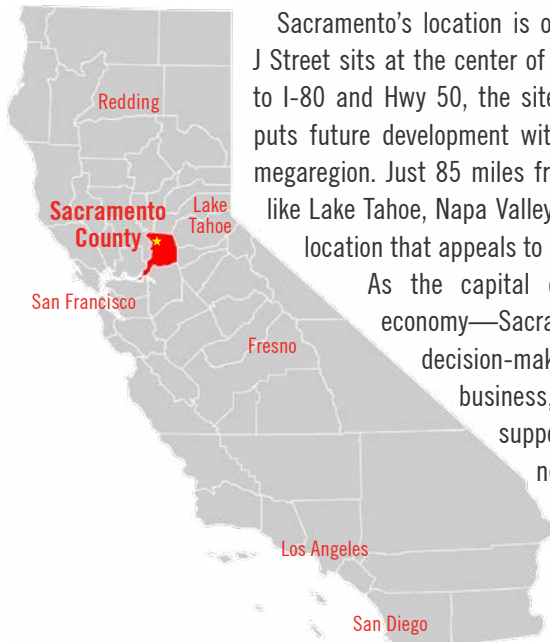 Sacramento’s location is o
J Street sits at the center of
to I-80 and Hwy 50, the site
puts future development wit
megaregion. Just 85 miles fr
like Lake Tahoe, Napa Valley
location that appeals to
As the capital
economy—Sacra
decision-mak
business,
suppo
Redding
Sacramento
County
Lake
Tahoe
San Francisco
Fresno
Los Angeles
San Diego